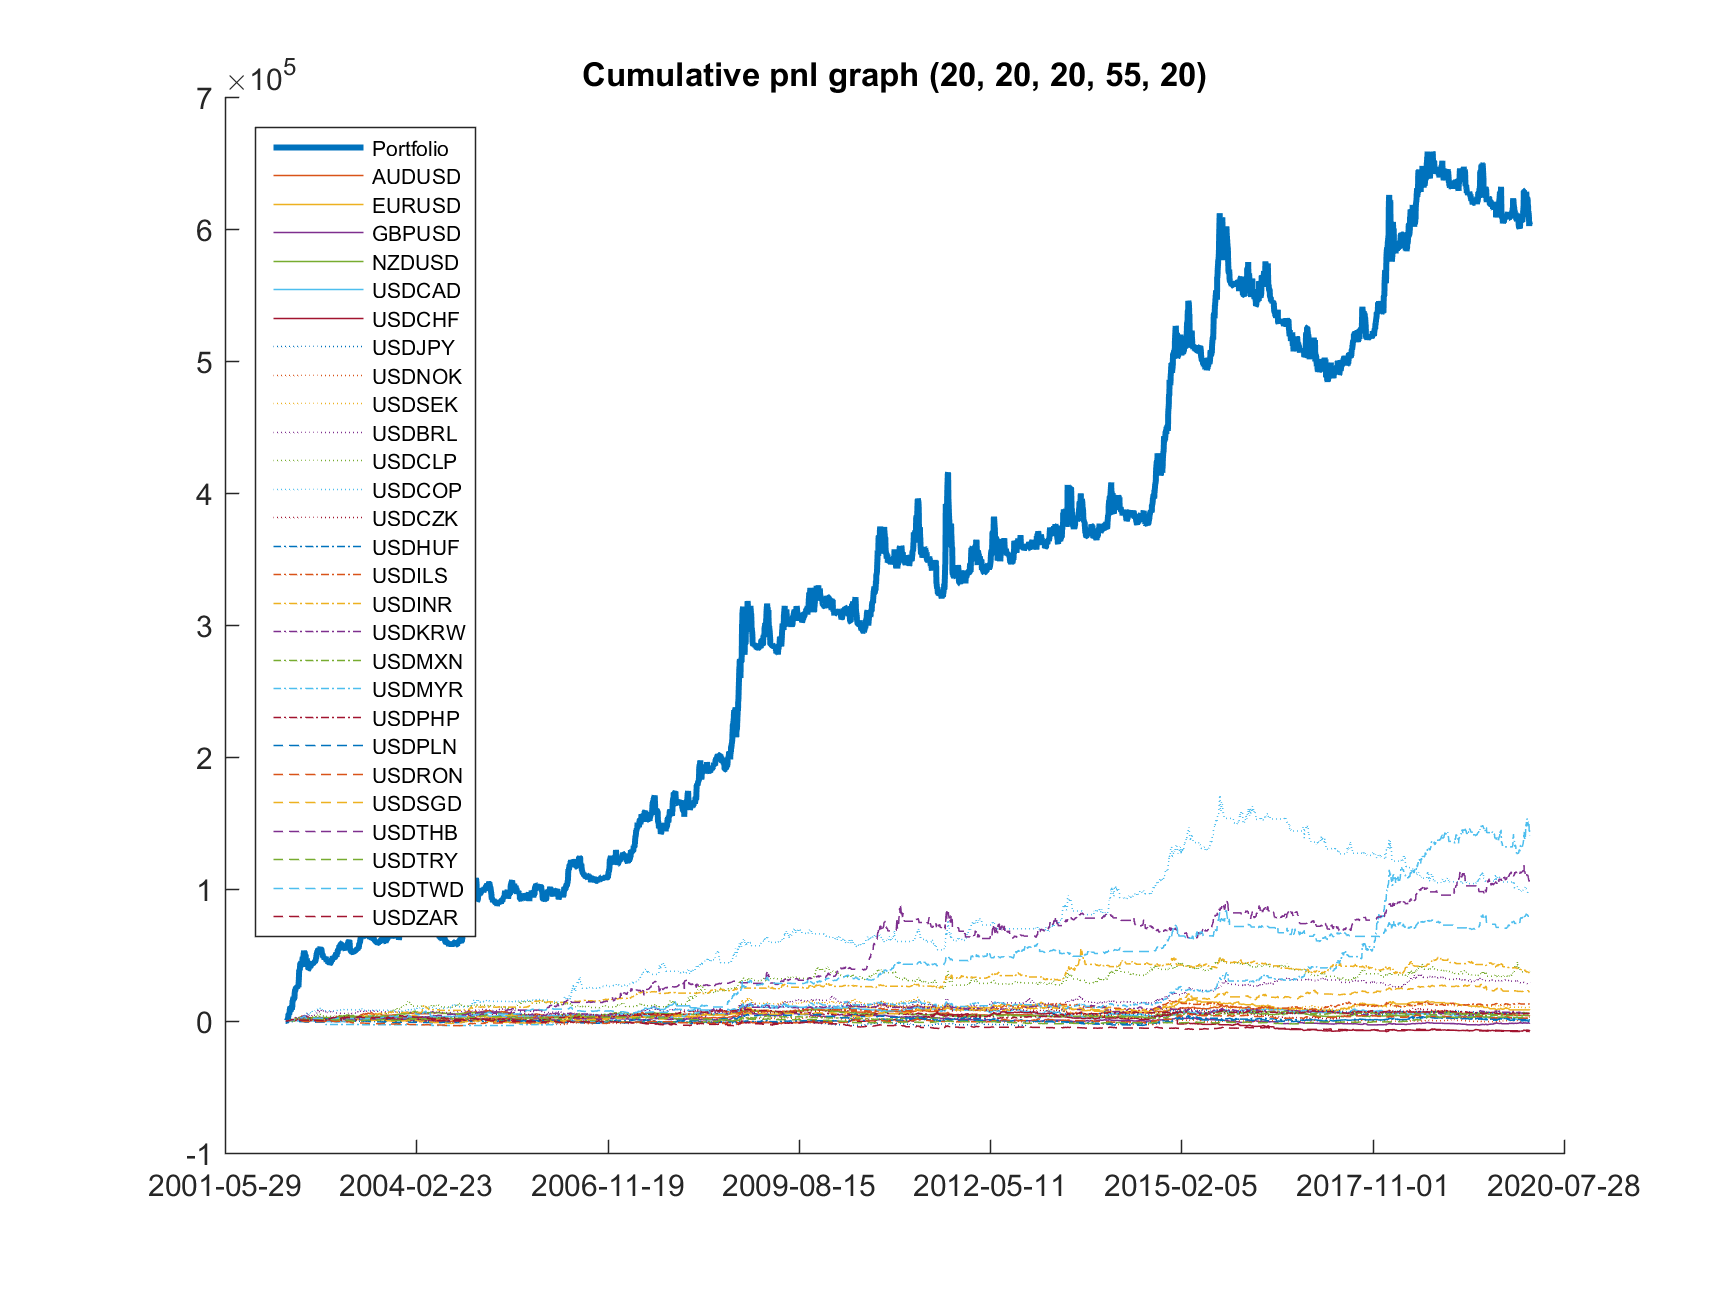 Cumulative pnl graph (20, 20, 20, 55, 20)
×10^5
7
6
5
4
3
2
1
0
-1
Portfolio
AUDUSD
EURUSD
GBPUSD
NZDUSD
USDCAD
USDCHF
USDJPY
USDNOK
USDSEK
USDBRL
USDCLP
USDCOP
USDCZK
USDHUF
USDILS
USDINR
USDKRW
USDMXN
USDMYR
USDPHP
USDPLN
USDRON
USDSGD
USDTHB
USDTRY
USDTWD
USDZAR
2001-05-29 2004-02-23 2006-11-19 2009-08-15 2012-05-11 2015-02-05 2017-11-01 2020-07-28